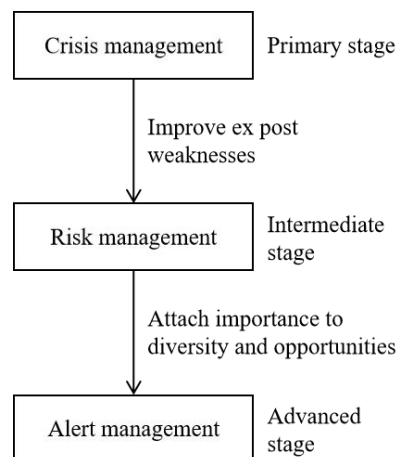 Crisis management
Primary stage
Improve ex post
weaknesses
Risk management
Intermediate
stage
Attach importance to
diversity and opportunities
Alert management
Advanced
stage